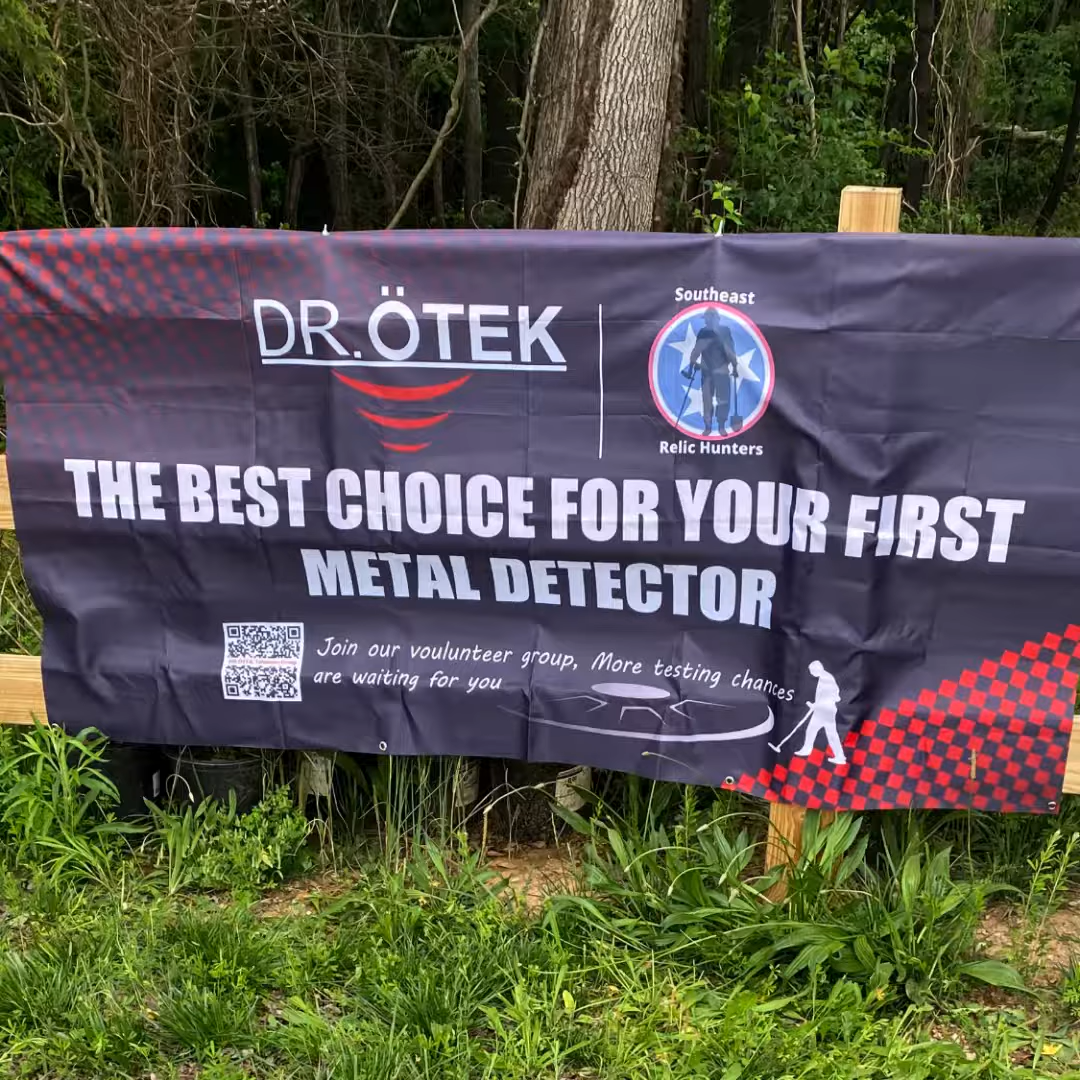 DR. ÖTEK
Southeast
Relic Hunters
THE BEST CHOICE FOR YOUR FIRST
METAL DETECTOR
Join our voulunteer group, More testing chances
are waiting for you